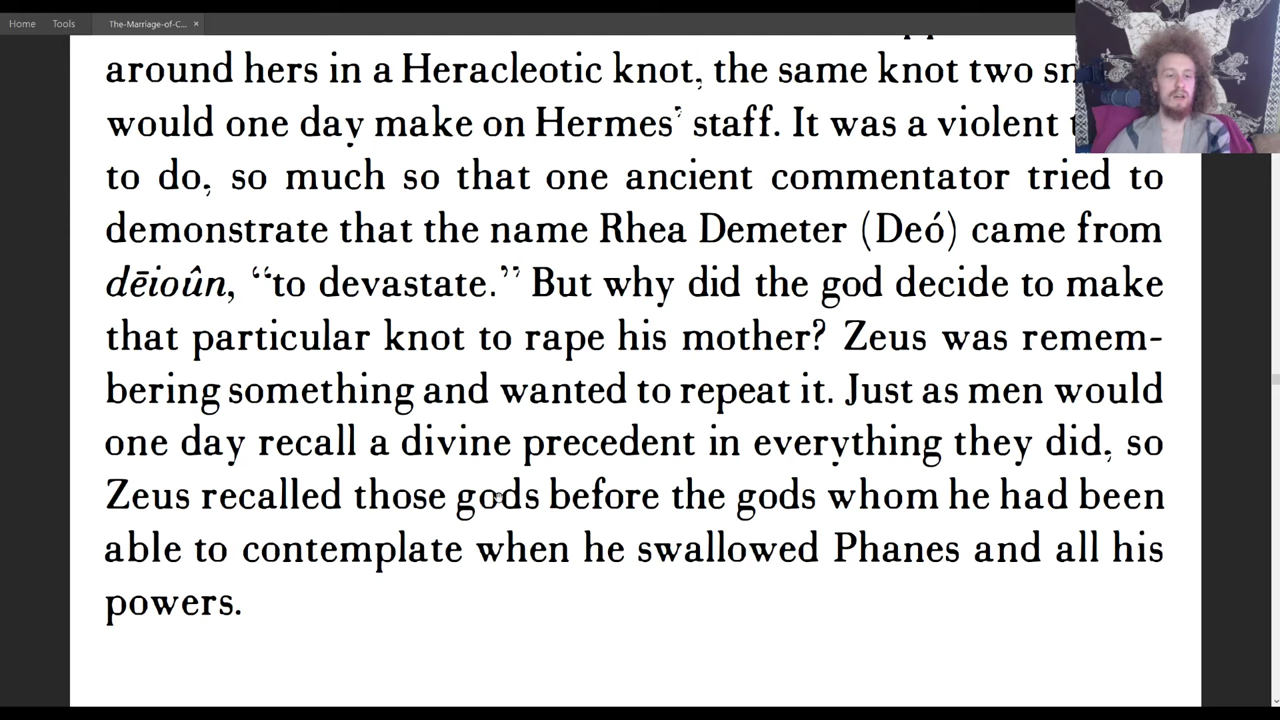 Home Tools The-Marriage-of-C... ×
around hers in a Heracleotic knot, the same knot two
would one day make on Hermes' staff. It was a violent
to do, so much so that one ancient commentator tried to
demonstrate that the name Rhea Demeter (Deó) came from
dēioûn, “to devastate.” But why did the god decide to make
that particular knot to rape his mother? Zeus was remem-
bering something and wanted to repeat it. Just as men would
one day recall a divine precedent in everything they did, so
Zeus recalled those gods before the gods whom he had been
able to contemplate when he swallowed Phanes and all his
powers.